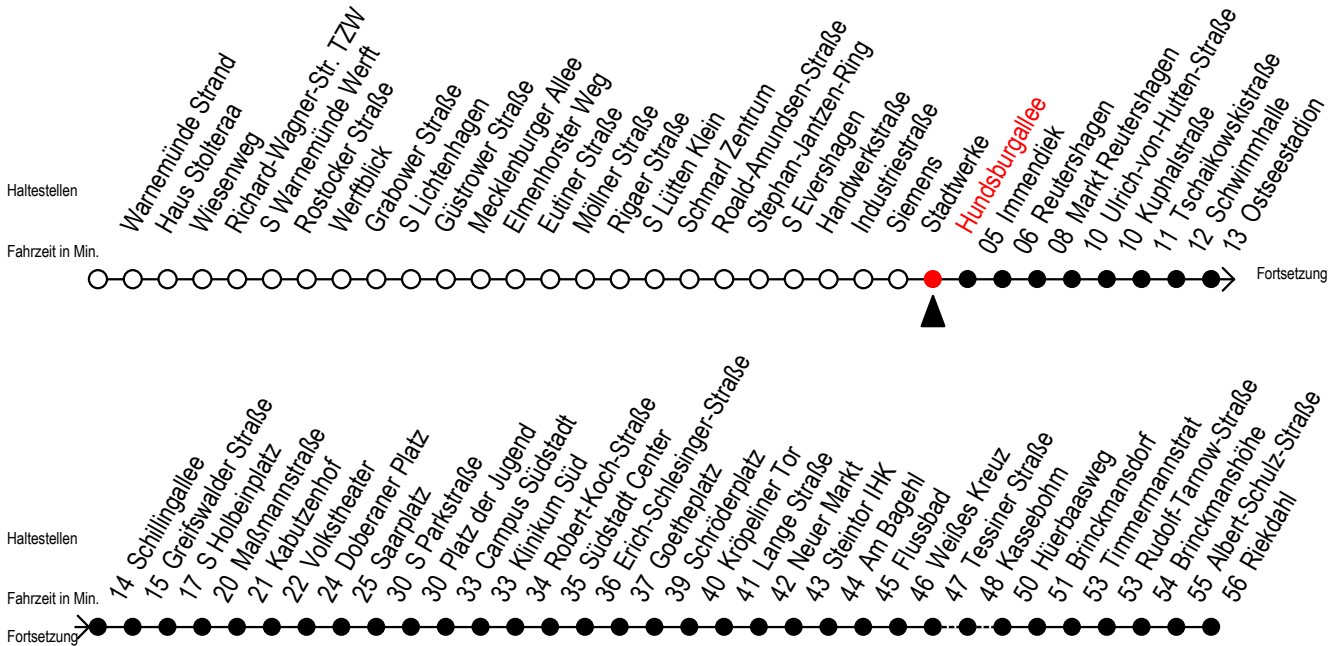 Haltestellen
Warnemünde Strand
Haus Stolteraa
Wiesenweg
Richard-Wagner-Str. TZW
S Warnemünde Werft
Rostocker Straße
Werftblick
Grabower Straße
S Lichtenhagen
Güstrower Straße
Mecklenburger Allee
Elmenhorster Weg
Eutiner Straße
Möllner Straße
Rigaer Straße
S Lütten Klein
Schmarl Zentrum
Roald-Amundsen-Straße
Stephan-Jantzen-Ring
S Evershagen
Handwerkstraße
Industriestraße
Siemens
Stadtwerke
Hundsburgallee
Fahrzeit in Min.
05 Immendiek
06 Reutershagen
08 Markt Reutershagen
10 Ulrich-von-Hutten-Straße
10 Kuphalstraße
11 Tschaikowskistraße
12 Schwimmhalle
13 Ostseestadion
Fortsetzung
Haltestellen
Fahrzeit in Min.
Fortsetzung
14 Schillingallee
15 Greifswalder Straße
17 S Holbeinplatz
20 Maßmannstraße
21 Kabutzenhof
22 Volkstheater
24 Doberaner Platz
25 Saarplatz
30 S Parkstraße
30 Platz der Jugend
33 Campus Südstadt
33 Klinikum Süd
34 Robert-Koch-Straße
35 Südstadt Center
36 Erich-Schlesinger-Straße
37 Goetheplatz
39 Schröderplatz
40 Kröpeliner Tor
41 Lange Straße
42 Neuer Markt
43 Steintor IHK
44 Am Bagehl
45 Flussbad
46 Weißes Kreuz
47 Tessiner Straße
48 Kassebohm
50 Hüerbaasweg
51 Brinckmansdorf
53 Timmermannstrat
53 Rudolf-Tarnow-Straße
54 Brinckmanshöhe
55 Albert-Schulz-Straße
56 Riekdahl